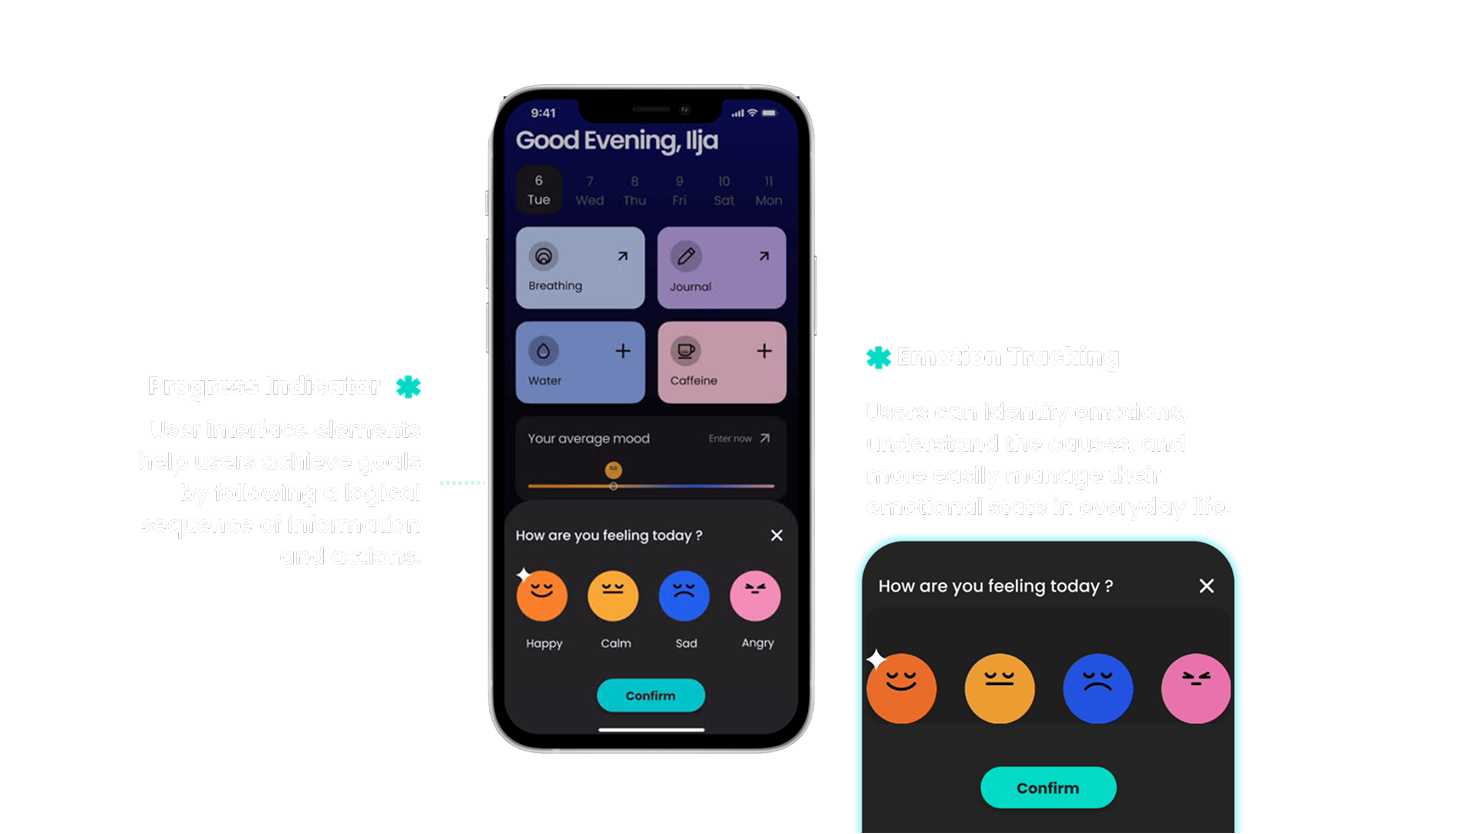 9:41
Good Evening, Ilja
6 7 8 9 10 11
Tue Wed Thu Fri Sat Mon
Breathing
Journal
Water
Caffeine
Your average mood
Enter now
How are you feeling today ?
Happy Calm Sad Angry
Confirm
Progress Indicator
User interface elements
help users achieve goals
by following a logical
sequence of information
and actions.
Emotion Tracking
Users can identify emotions,
understand the causes, and
more easily manage their
emotional state in everyday life.
How are you feeling today ?
Confirm